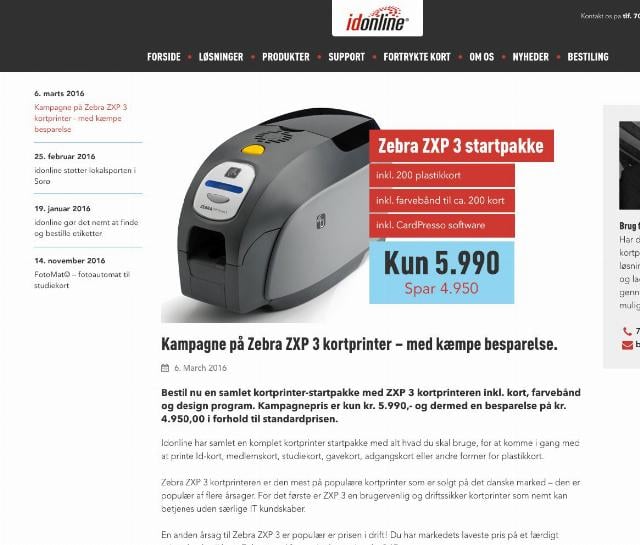 idonline®
Kontakt os på tlf. 70
FORSIDE • LØSNINGER • PRODUKTER • SUPPORT • FORTRYKTE KORT • OM OS • NYHEDER • BESTILING
6. marts 2016
Kampagne på Zebra ZXP 3
kortprinter - med kæmpe
besparelse
25. februar 2016
idonline støtter lokalsporten i
Sorø
19. januar 2016
idonline gør det nemt at finde
og bestille etiketter
14. november 2016
FotoMat© – fotoautomat til
studiekort
ZEBRA
Zebra ZXP 3 startpakke
inkl. 200 plastikkort
inkl. farvebånd til ca. 200 kort
inkl. CardPresso software
Kun 5.990
Spar 4.950
Kampagne på Zebra ZXP 3 kortprinter – med kæmpe besparelse.
6. March 2016
Bestil nu en samlet kortprinter-startpakke med ZXP 3 kortprinteren inkl. kort, farvebånd
og design program. Kampagnepris er kun kr. 5.990,- og dermed en besparelse på kr.
4.950,00 i forhold til standardprisen.
Idonline har samlet en komplet kortprinter startpakke med alt hvad du skal bruge, for at komme i gang med
at printe Id-kort, medlemskort, studiekort, gavekort, adgangskort eller andre former for plastikkort.
Zebra ZXP 3 kortprinteren er den mest på populære kortprinter som er solgt på det danske marked – den er
populær af flere årsager. For det første er ZXP 3 en brugervenlig og driftssikker kortprinter som nemt kan
betjenes uden særlige IT kundskaber.
En anden årsag til Zebra ZXP 3 er populær er prisen i drift! Du har markedets laveste pris på et færdigt
Brug f
Har d
kortp
løsnin
og la
genn
mulig
7
b